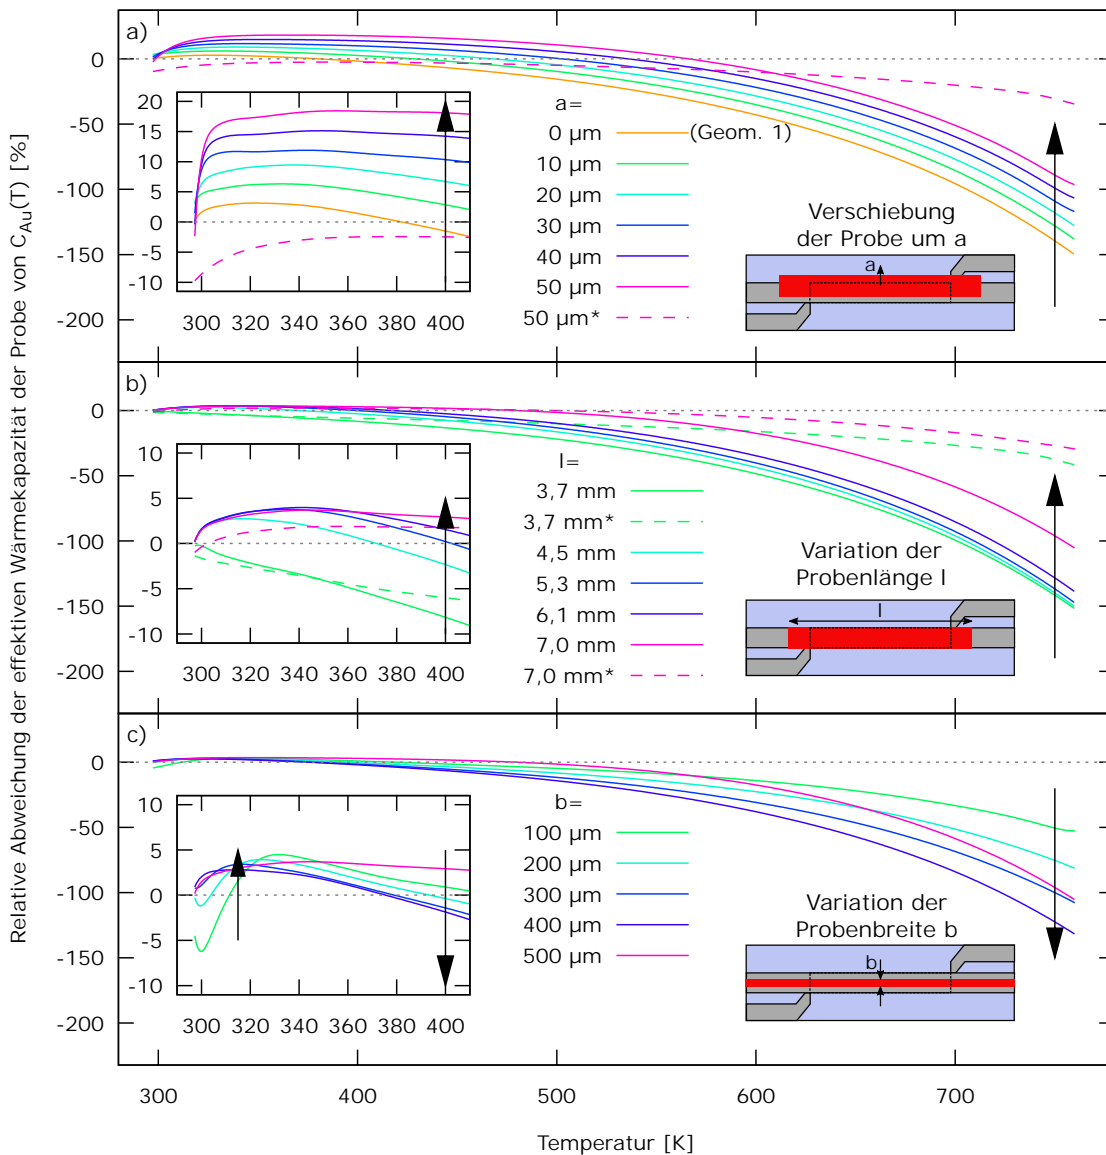 Relative Abweichung der effektiven Wärmekapazität der Probe von C_Au(T) [%]
a)
0
-50
-100
-150
-200
20
15
10
5
0
-5
-10
300 320 340 360 380 400
a=
0 µm (Geom. 1)
10 µm
20 µm
30 µm
40 µm
50 µm
50 µm*
Verschiebung
der Probe um a
a
b)
0
-50
-100
-150
-200
10
5
0
-5
-10
300 320 340 360 380 400
l=
3,7 mm
3,7 mm*
4,5 mm
5,3 mm
6,1 mm
7,0 mm
7,0 mm*
Variation der
Probenlänge l
l
c)
0
-50
-100
-150
-200
10
5
0
-5
-10
300 320 340 360 380 400
b=
100 µm
200 µm
300 µm
400 µm
500 µm
Variation der
Probenbreite b
b
300 400 500 600 700
Temperatur [K]